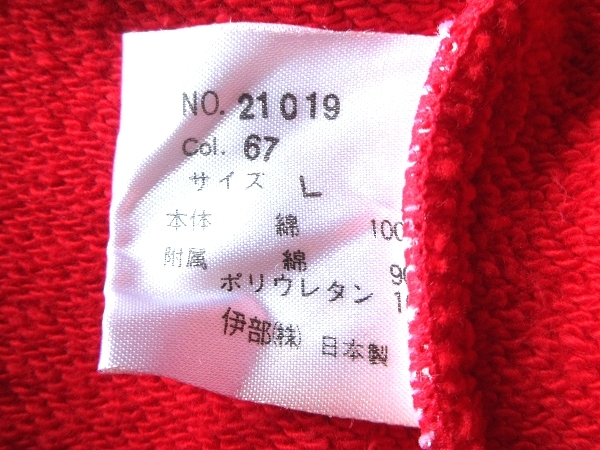 NO. 21019
Col. 67
サイズ L
本体 綿 100
附属 綿 90
ポリウレタン 10
伊部㈱ 日本製